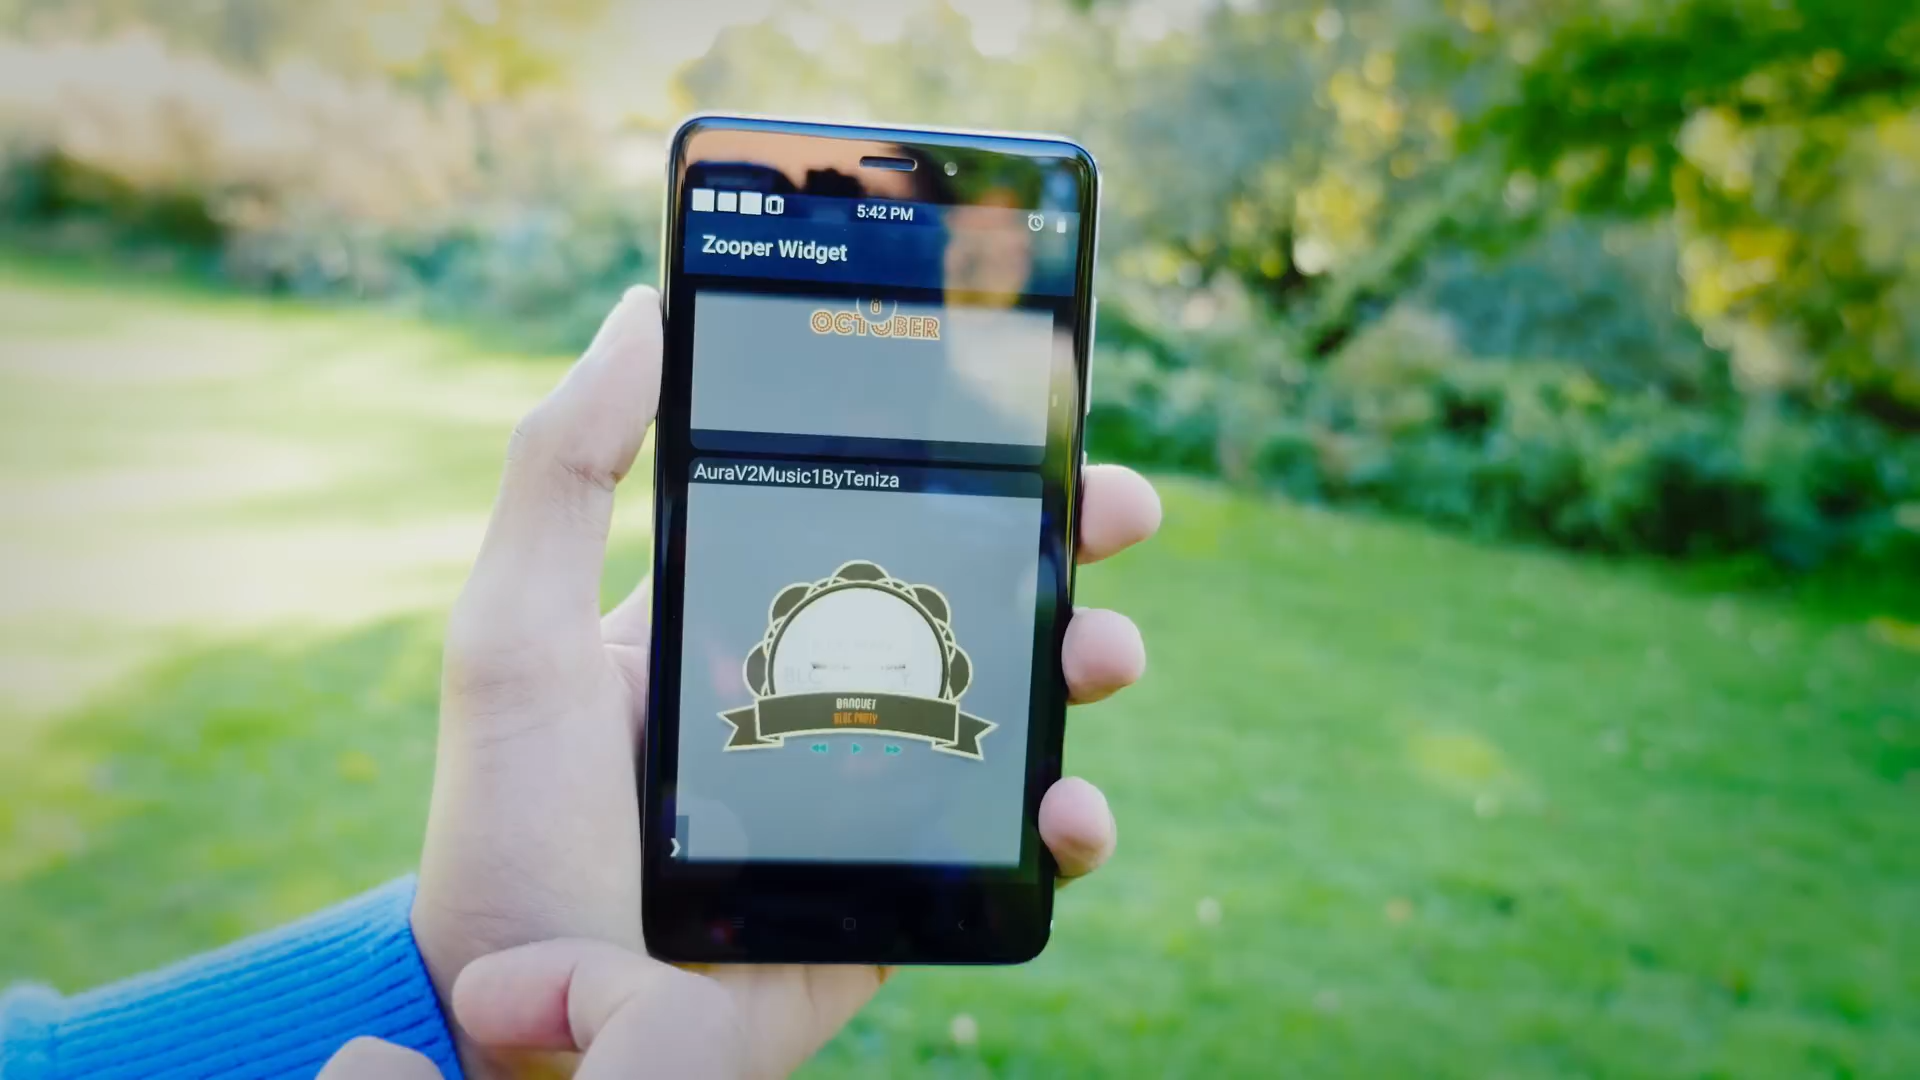 5:42 PM
Zooper Widget
OCTOBER
AuraV2Music1ByTeniza
BANQUET
BLOC PARTY